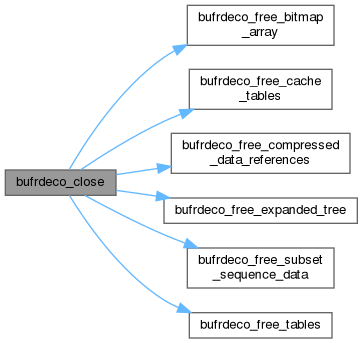 bufrdeco_close
bufrdeco_free_bitmap
_array
bufrdeco_free_cache
_tables
bufrdeco_free_compressed
_data_references
bufrdeco_free_expanded_tree
bufrdeco_free_subset
_sequence_data
bufrdeco_free_tables